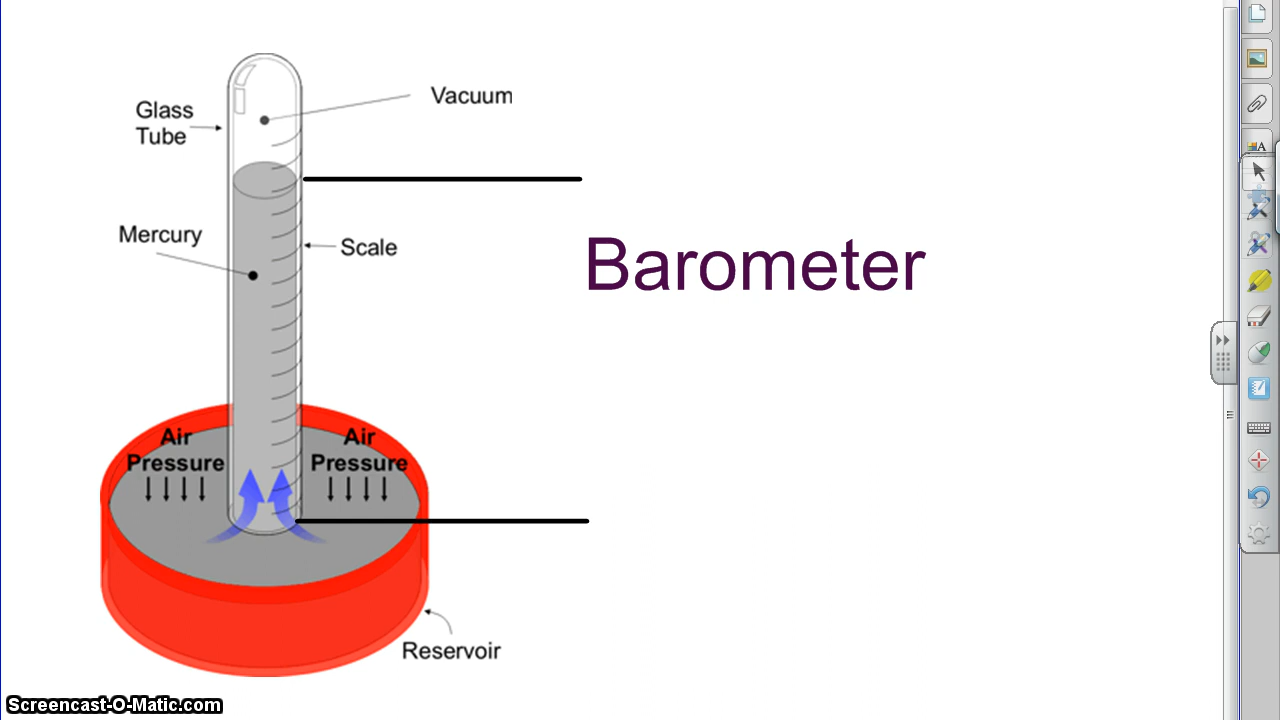 Vacuum
Glass
Tube
Mercury
Scale
Barometer
Air
Pressure
Air
Pressure
Reservoir
Screencast-O-Matic.com